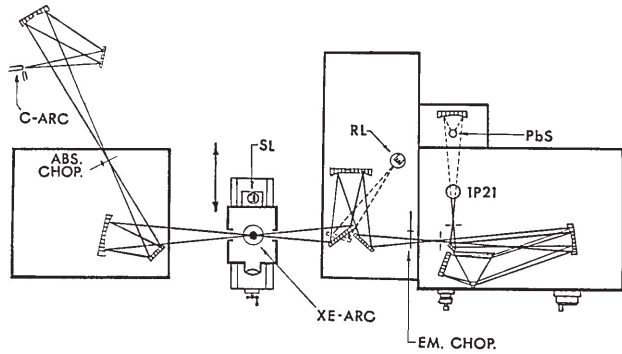 C-ARC
ABS.
CHOP.
SL
RL
PbS
1P21
XE-ARC
EM. CHOP.